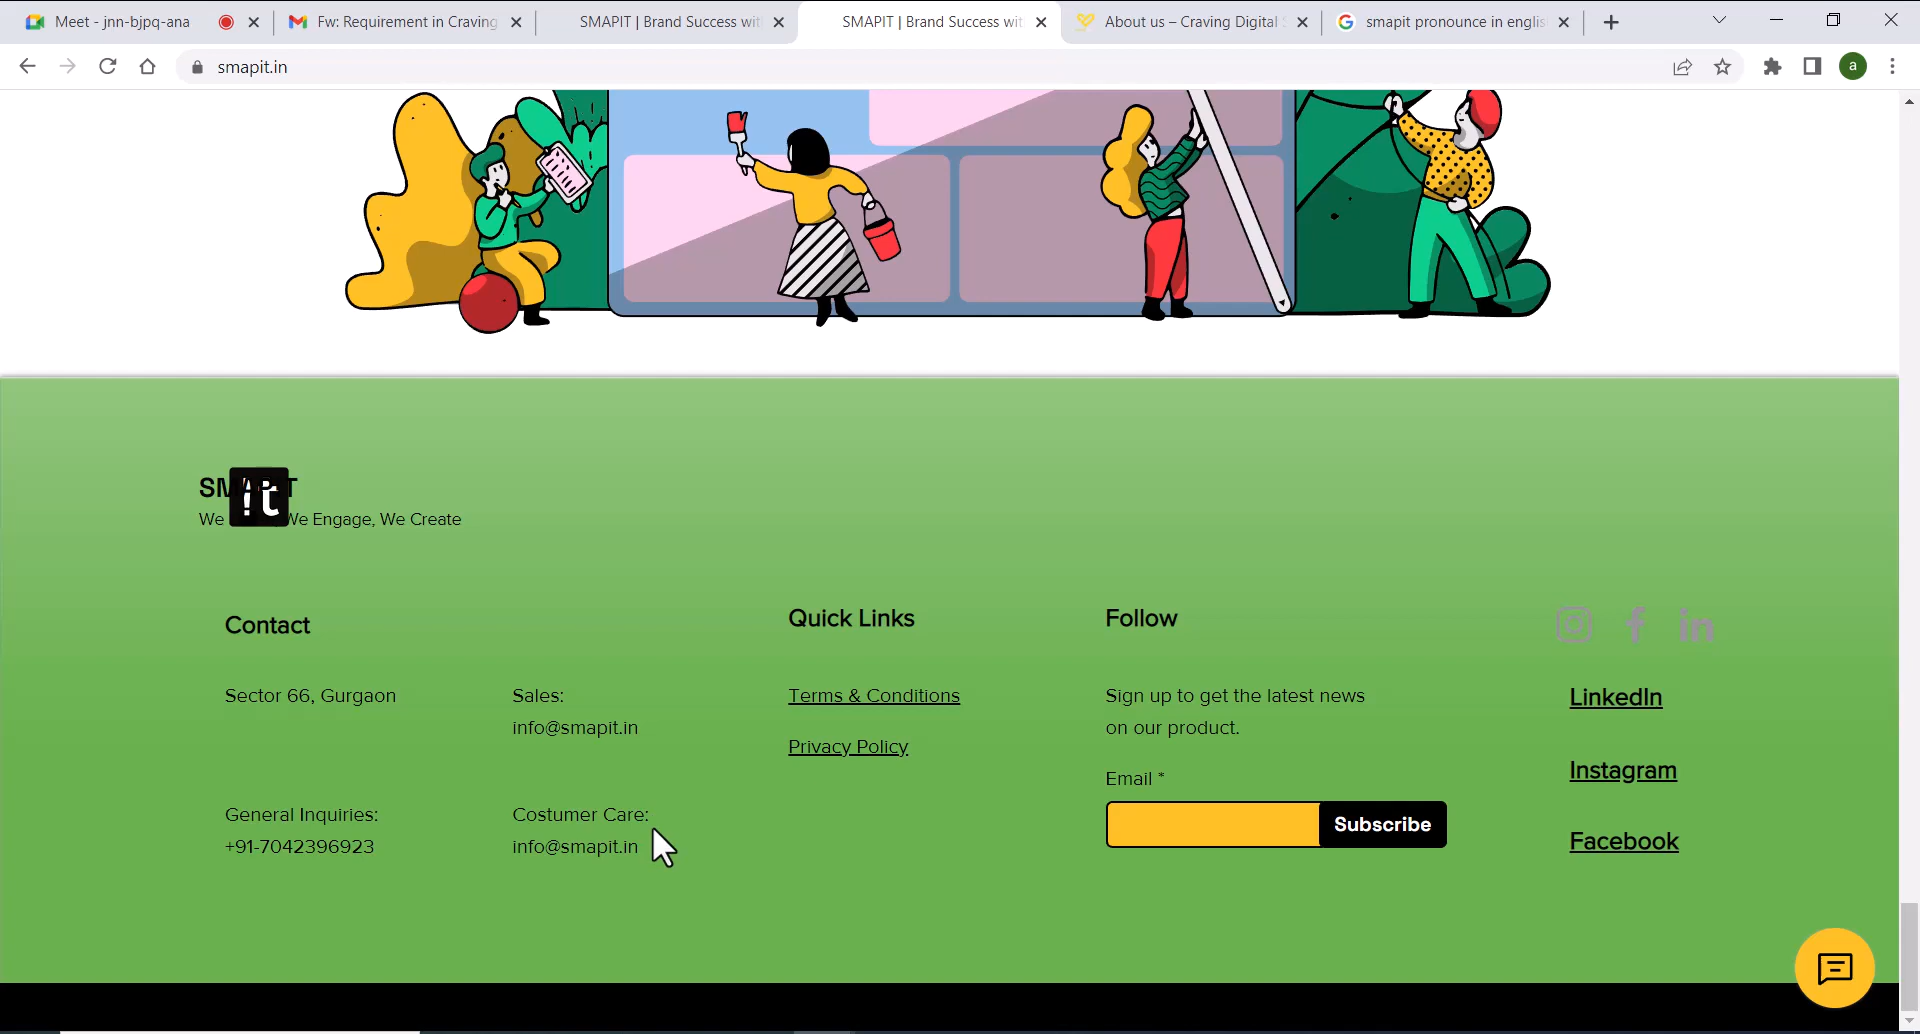 Meet - jnn-bjpq-ana
Fw: Requirement in Craving
SMAPIT | Brand Success wit
SMAPIT | Brand Success wit
About us – Craving Digital S
smapit pronounce in englis
smapit.in
a
SMAPIT
!t
We We Engage, We Create
Contact
Quick Links
Follow
Sector 66, Gurgaon
Sales:
info@smapit.in
General Inquiries:
+91-7042396923
Costumer Care:
info@smapit.in
Terms & Conditions
Privacy Policy
Sign up to get the latest news
on our product.
Email *
Subscribe
LinkedIn
Instagram
Facebook